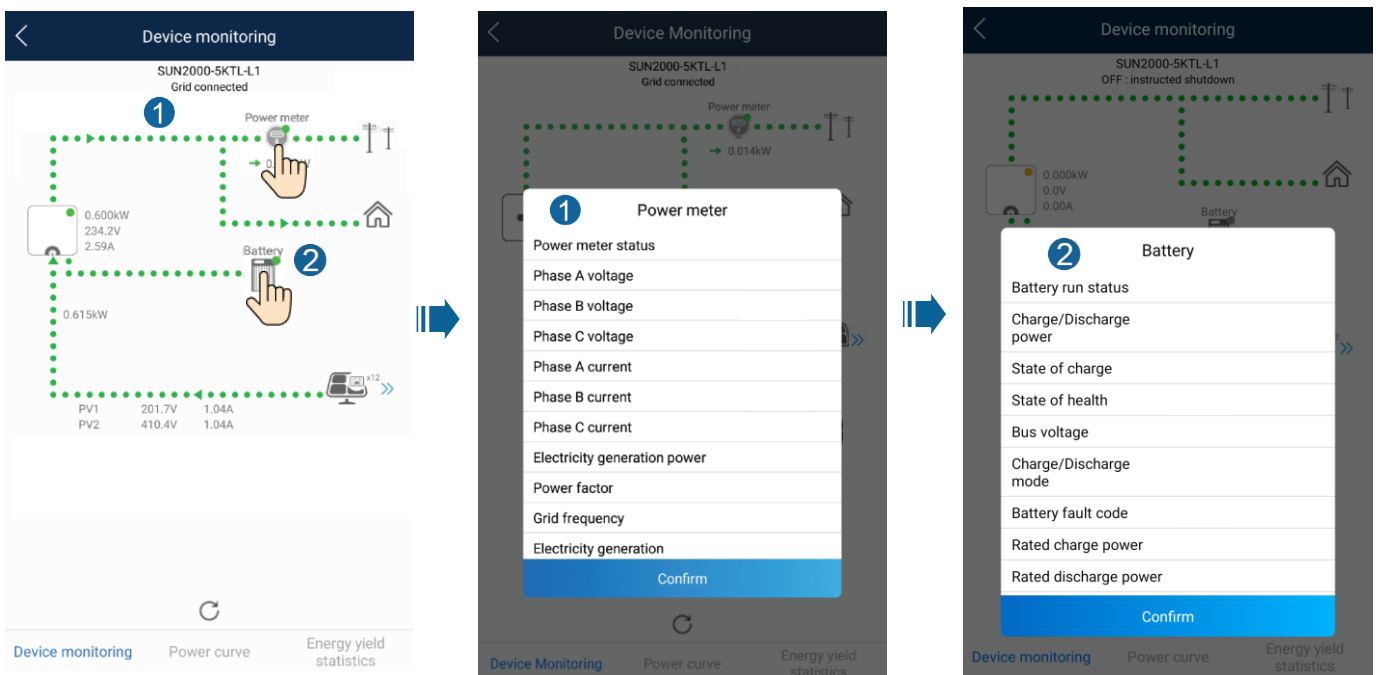 Device monitoring
SUN2000-5KTL-L1
Grid connected
1
Power meter
0.600kW
234.2V
2.59A
Battery
2
0.615kW
x12
PV1 201.7V 1.04A
PV2 410.4V 1.04A
Device monitoring
Power curve
Energy yield
statistics
Device Monitoring
SUN2000-5KTL-L1
Grid connected
Power meter
0.014kW
1
Power meter
Power meter status
Phase A voltage
Phase B voltage
Phase C voltage
Phase A current
Phase B current
Phase C current
Electricity generation power
Power factor
Grid frequency
Electricity generation
Confirm
Device Monitoring
Power curve
Energy yield
statistics
Device monitoring
SUN2000-5KTL-L1
OFF : instructed shutdown
0.000kW
0.0V
0.00A
Battery
2
Battery
Battery run status
Charge/Discharge
power
State of charge
State of health
Bus voltage
Charge/Discharge
mode
Battery fault code
Rated charge power
Rated discharge power
Confirm
Device monitoring
Power curve
Energy yield
statistics